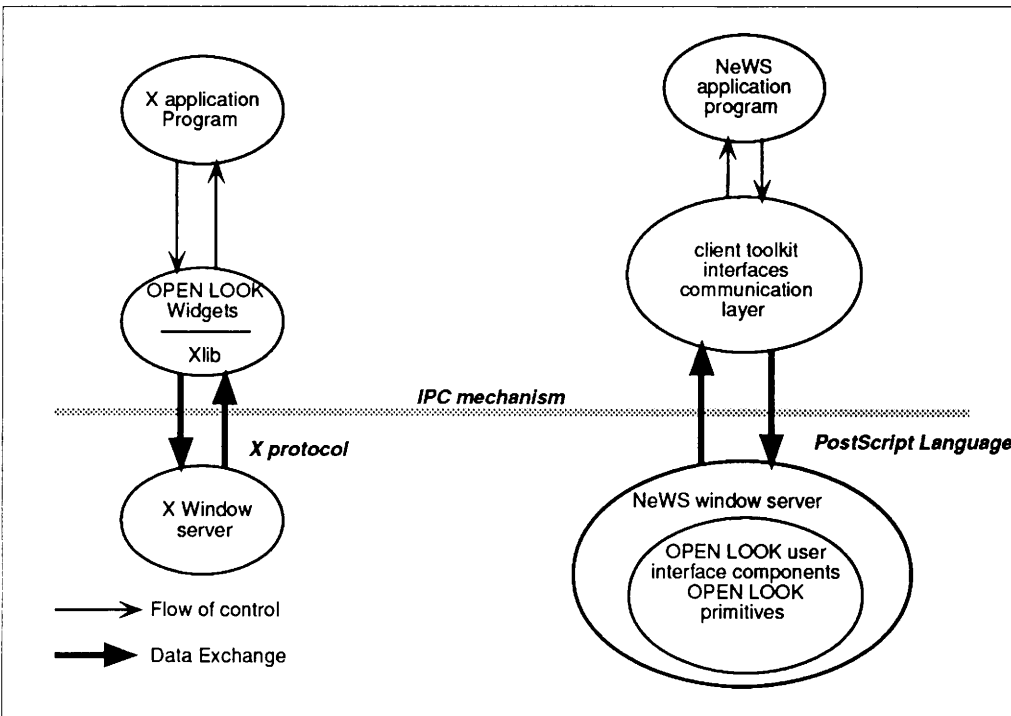 X application
Program
OPEN LOOK
Widgets
Xlib
IPC mechanism
X protocol
X Window
server
Flow of control
Data Exchange
NeWS
application
program
client toolkit
interfaces
communication
layer
PostScript Language
NeWS window server
OPEN LOOK user
interface components
OPEN LOOK
primitives